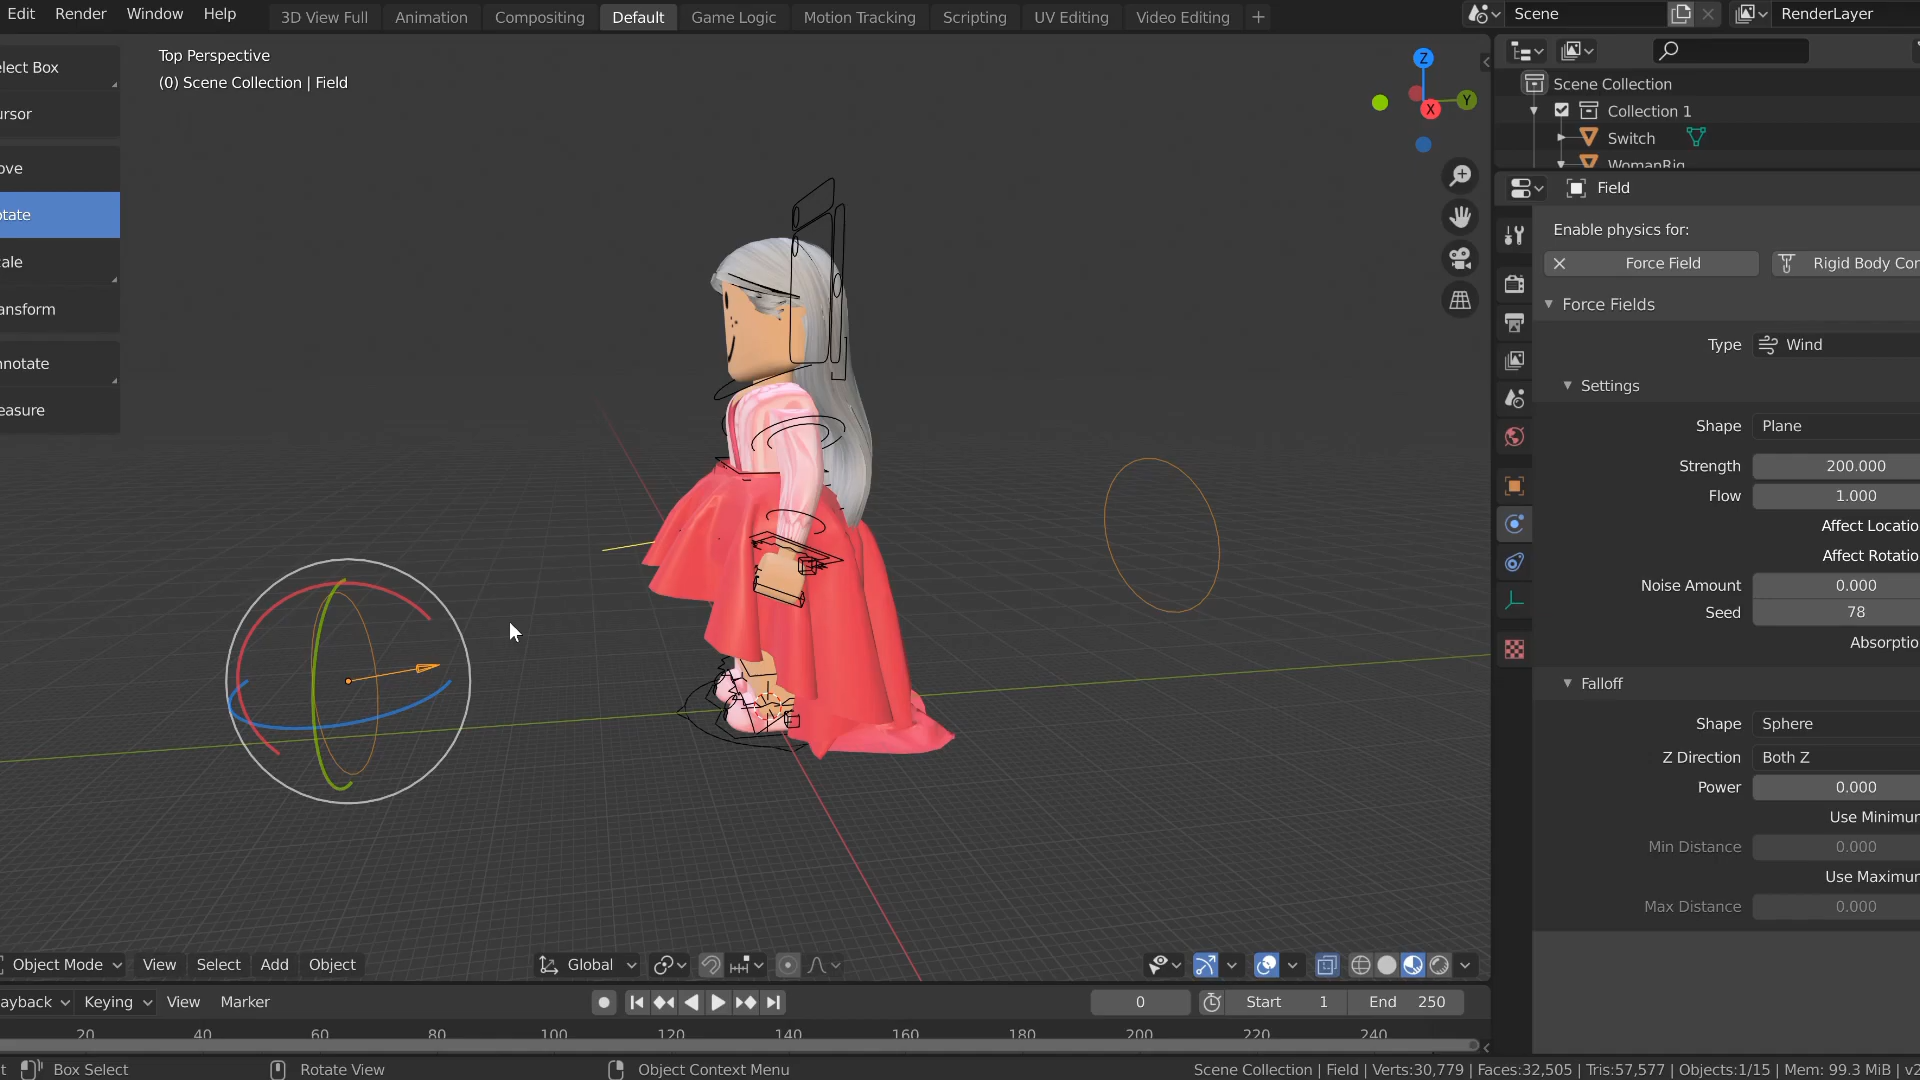 Edit Render Window Help 3D View Full Animation Compositing Default Game Logic Motion Tracking Scripting UV Editing Video Editing + Scene RenderLayer
Top Perspective
(0) Scene Collection | Field
elect Box
ursor
ove
otate
cale
ansform
nnotate
easure
Z
Y
X
Scene Collection
Collection 1
Switch
WomanRig
Field
Enable physics for:
Force Field Rigid Body Con
Force Fields
Type Wind
Settings
Shape Plane
Strength 200.000
Flow 1.000
Affect Locatio
Affect Rotatio
Noise Amount 0.000
Seed 78
Absorptio
Falloff
Shape Sphere
Z Direction Both Z
Power 0.000
Use Minimur
Min Distance 0.000
Use Maximur
Max Distance 0.000
Object Mode View Select Add Object Global
ayback Keying View Marker 0 Start 1 End 250
20 40 60 80 100 120 140 160 180 200 220 240
t Box Select Rotate View Object Context Menu Scene Collection | Field | Verts:30,779 | Faces:32,505 | Tris:57,577 | Objects:1/15 | Mem: 99.3 MiB | v2